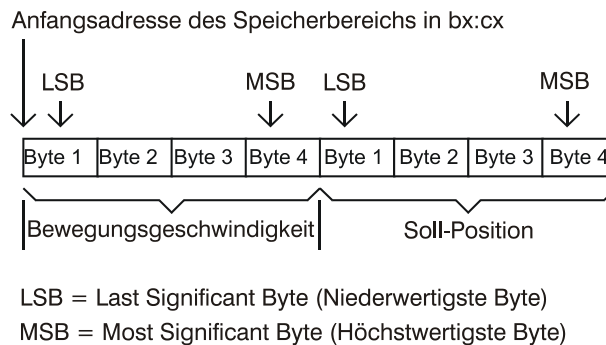 Anfangsadresse des Speicherbereichs in bx:cx
LSB MSB LSB MSB
Byte 1 Byte 2 Byte 3 Byte 4 Byte 1 Byte 2 Byte 3 Byte 4
Bewegungsgeschwindigkeit Soll-Position
LSB = Last Significant Byte (Niederwertigste Byte)
MSB = Most Significant Byte (Höchstwertigste Byte)